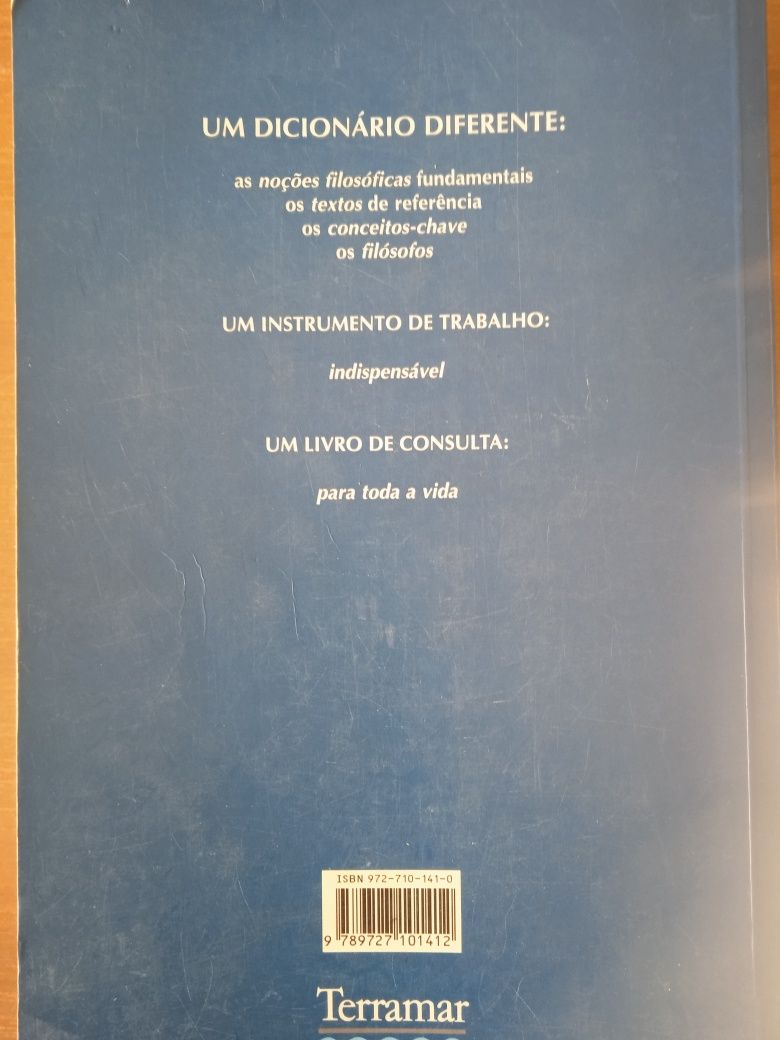 UM DICIONÁRIO DIFERENTE:
as noções filosóficas fundamentais
os textos de referência
os conceitos-chave
os filósofos
UM INSTRUMENTO DE TRABALHO:
indispensável
UM LIVRO DE CONSULTA:
para toda a vida
ISBN 972-710-141-0
9 789727 101412
Terramar